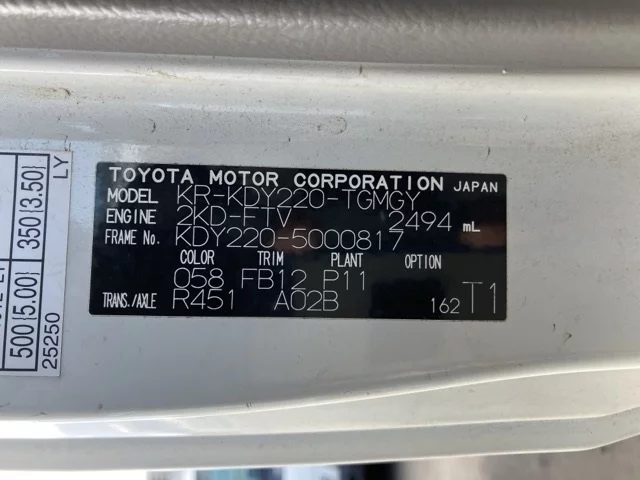 TOYOTA MOTOR CORPORATION JAPAN
MODEL KR-KDY220-TGMGY
ENGINE 2KD-FTV 2494 mL
FRAME No. KDY220-5000817
COLOR TRIM PLANT OPTION
058 FB12 P11
TRANS./AXLE R451 A02B 162 T1
500(5.00) 350(3.50)
25250 LY